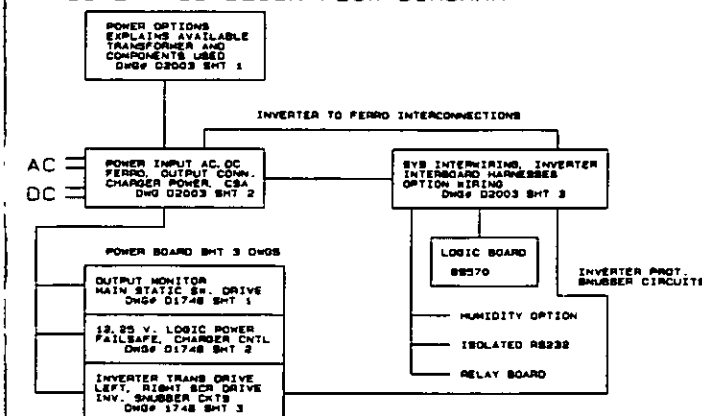 POWER OPTIONS
EXPLAINS AVAILABLE
TRANSFORMER AND
COMPONENTS USED
DWG# D2003 SHT 1
INVERTER TO FERRO INTERCONNECTIONS
AC
DC
POWER INPUT AC, DC
FERRO, OUTPUT CONN.
CHARGER POWER, CSA
DWG D2003 SHT 2
SYS INTERWIRING, INVERTER
INTERBOARD HARNESSES
OPTION WIRING
DWG# D2003 SHT 3
POWER BOARD SHT 3 DWGS
OUTPUT MONITOR
MAIN STATIC SW. DRIVE
DWG# D1748 SHT 1
12, 25 V. LOGIC POWER
FAILSAFE, CHARGER CNTL
DWG# D1748 SHT 2
INVERTER TRANS DRIVE
LEFT, RIGHT SCR DRIVE
INV. SNUBBER CKTS
DWG# 1748 SHT 3
LOGIC BOARD
INVERTER PROT.
SNUBBER CIRCUITS
HUMIDITY OPTION
ISOLATED RS232
RELAY BOARD